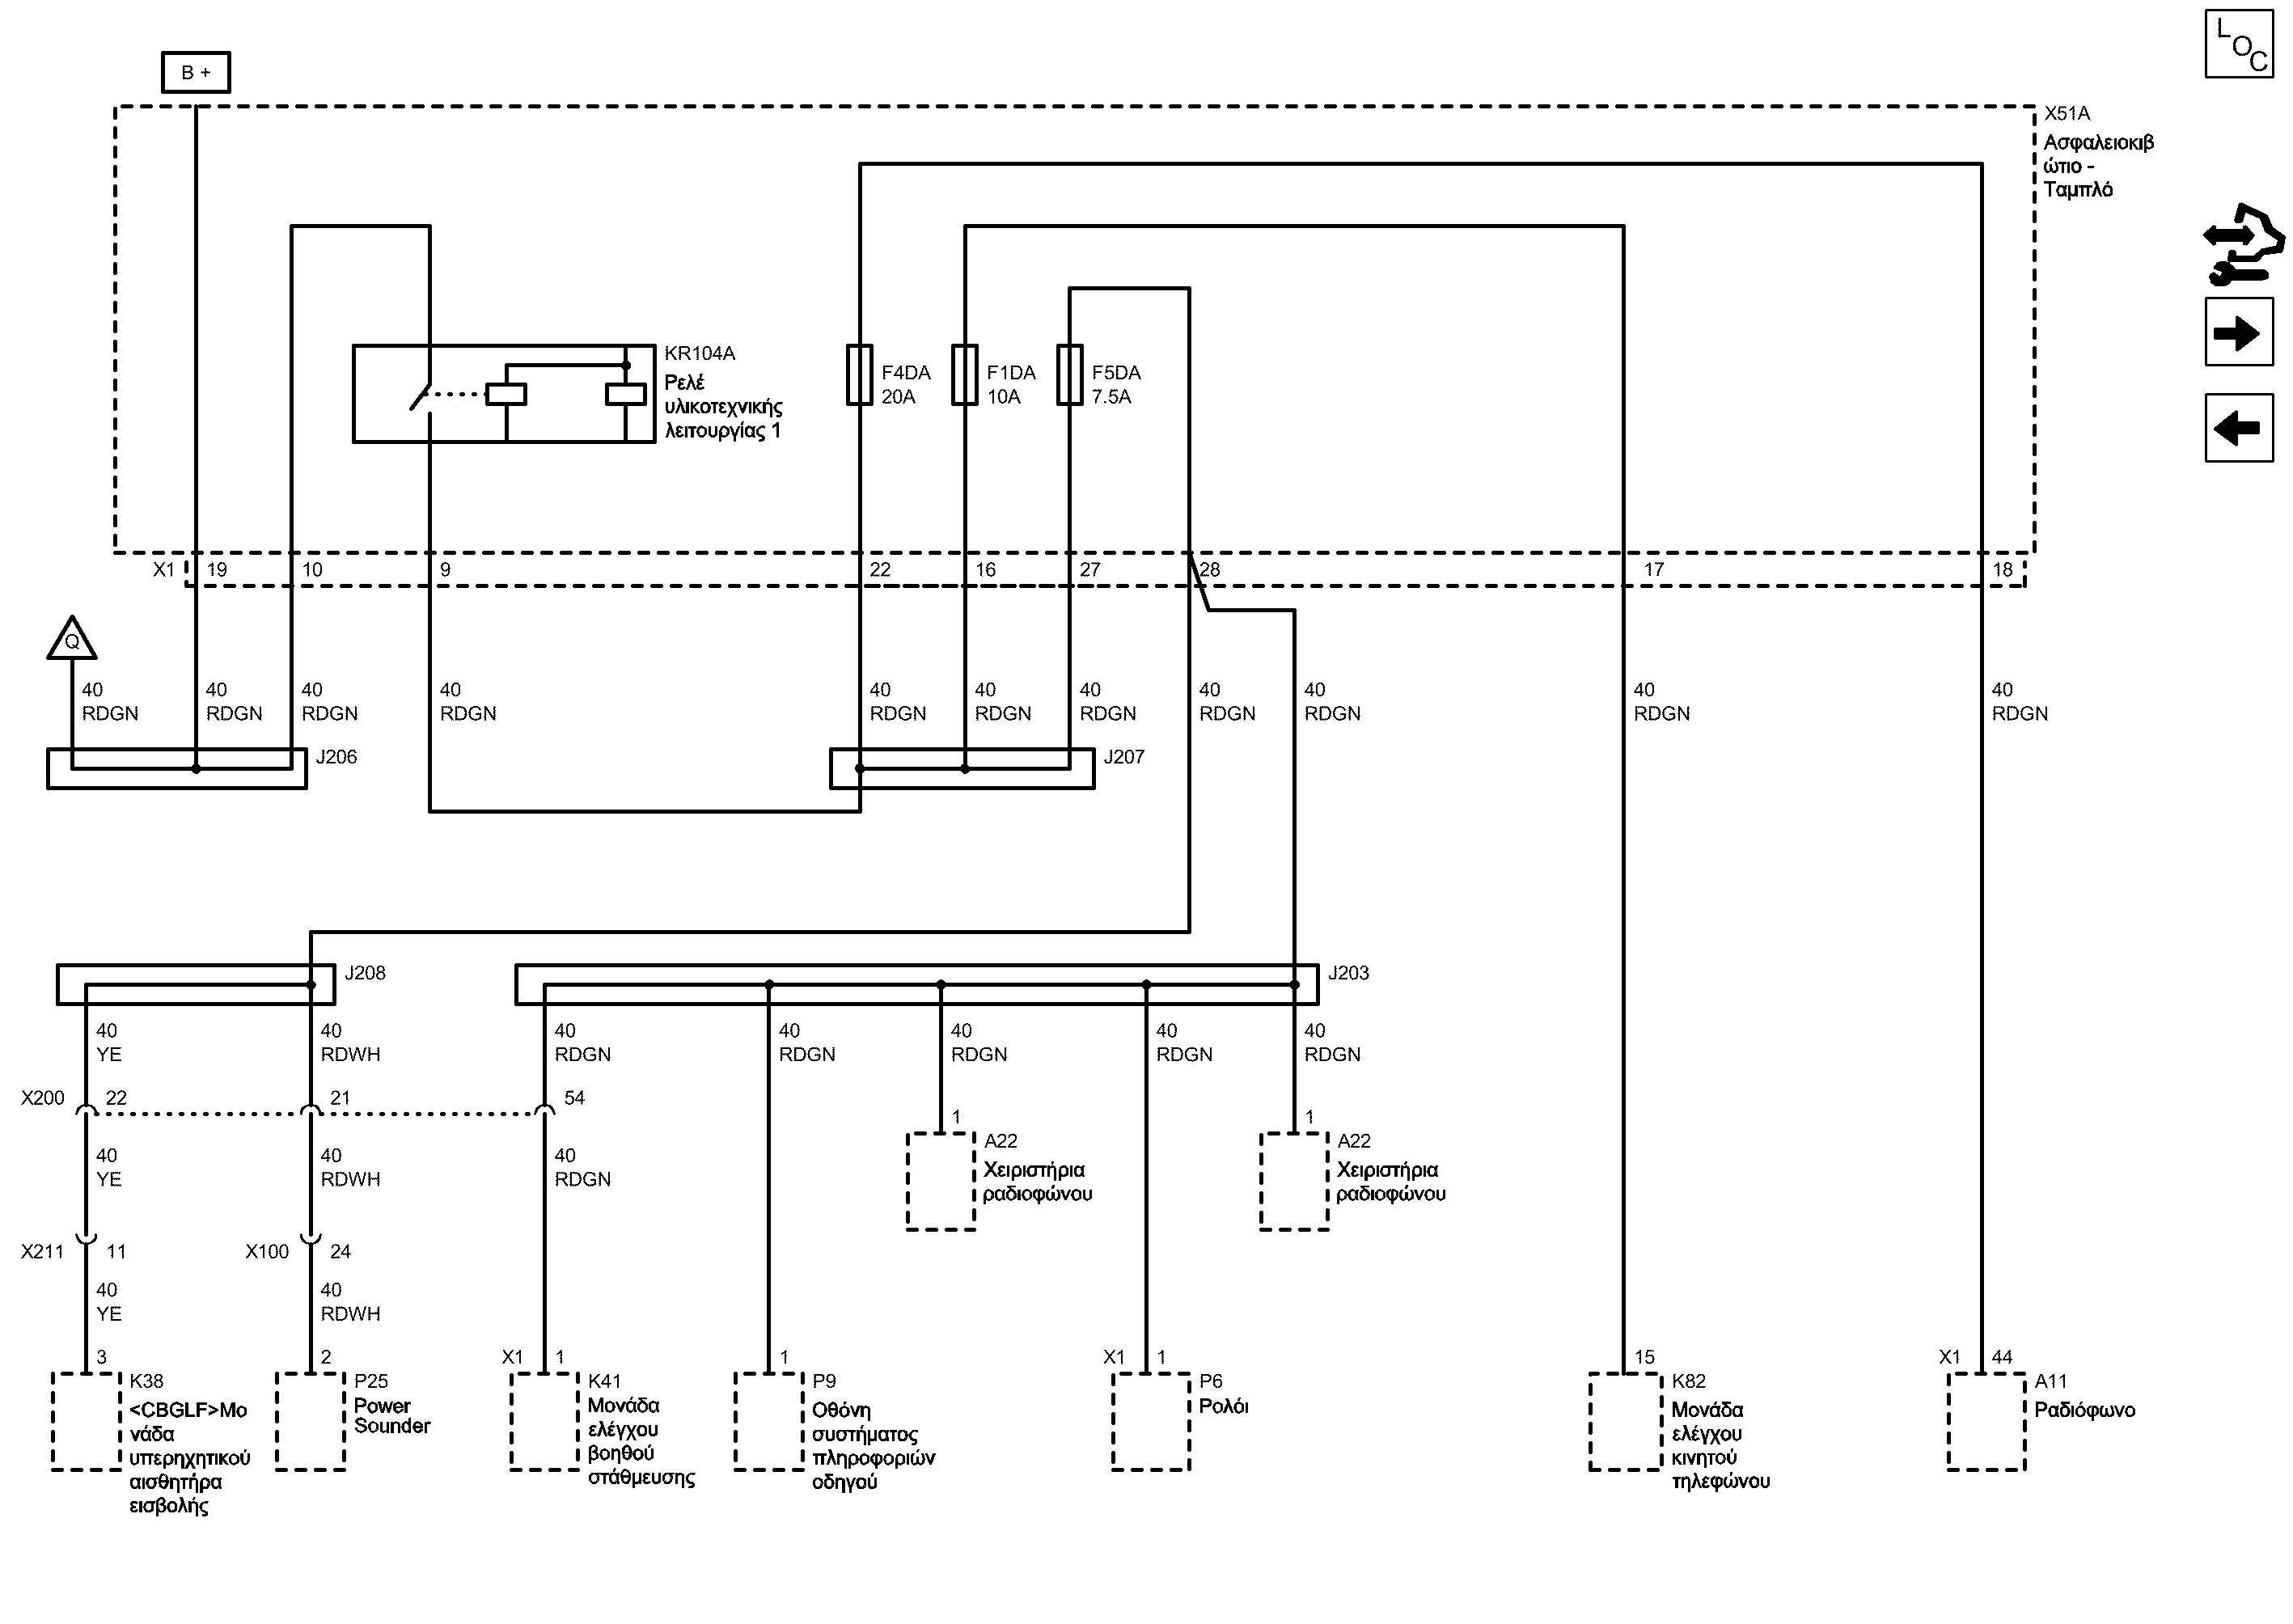 LOC
B +
X51A
Ασφαλειοκιβ
ώτιο -
Ταμπλό
KR104A
Ρελέ
υλικοτεχνικής
λειτουργίας 1
F4DA
20A
F1DA
10A
F5DA
7.5A
X1 19 10 9 22 16 27 28 17 18
Q
40 40 40 40 40 40 40 40 40 40 40
RDGN RDGN RDGN RDGN RDGN RDGN RDGN RDGN RDGN RDGN RDGN
J206 J207
J208 J203
40 40 40 40 40 40 40
YE RDWH RDGN RDGN RDGN RDGN RDGN
X200 22 21 54
1 1
A22
Χειριστήρια
ραδιοφώνου
A22
Χειριστήρια
ραδιοφώνου
40 40 40
YE RDWH RDGN
X211 11 X100 24
40 40
YE RDWH
3 2 X1 1 1 X1 1 15 X1 44
K38
<CBGLF>Μο
νάδα
υπερηχητικού
αισθητήρα
εισβολής
P25
Power
Sounder
K41
Μονάδα
ελέγχου
βοηθού
στάθμευσης
P9
Οθόνη
συστήματος
πληροφοριών
οδηγού
P6
Ρολόι
K82
Μονάδα
ελέγχου
κινητού
τηλεφώνου
A11
Ραδιόφωνο